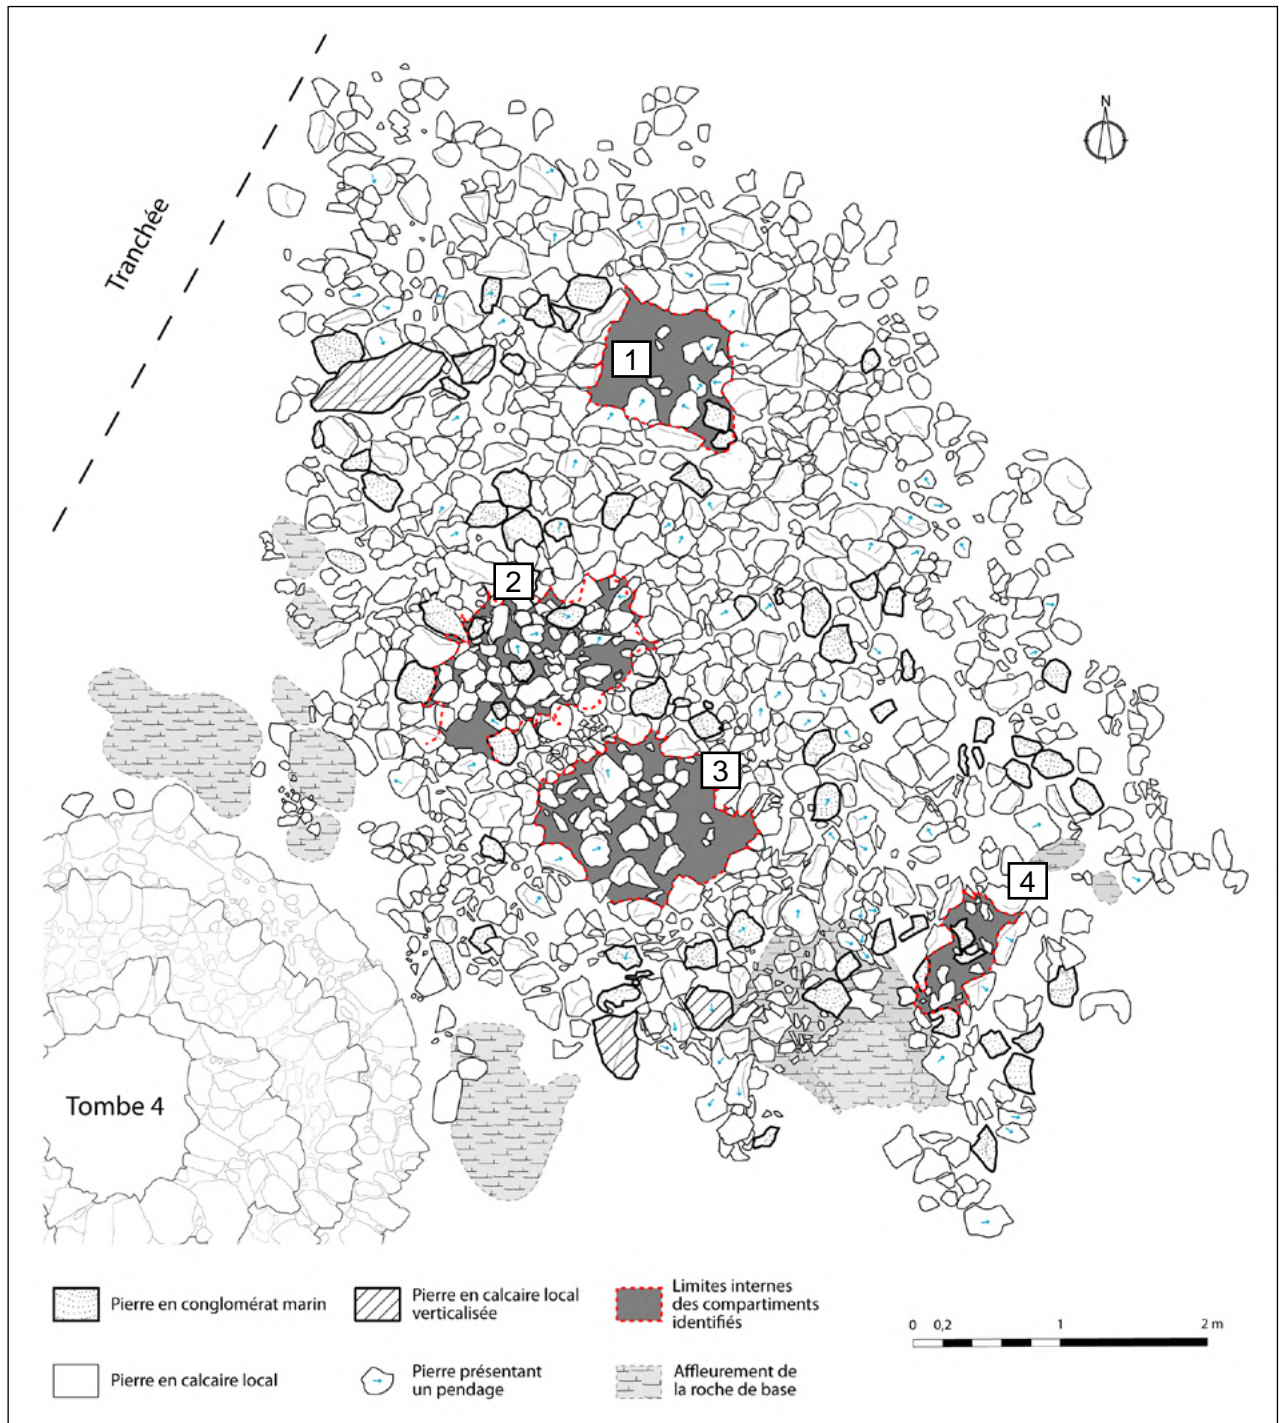 N
Tranchée
1
2
3
4
Tombe 4
Pierre en conglomérat marin
Pierre en calcaire local
verticalisée
Limites internes
des compartiments
identifiés
0 0,2 1 2 m
Pierre en calcaire local
Pierre présentant
un pendage
Affleurement de
la roche de base